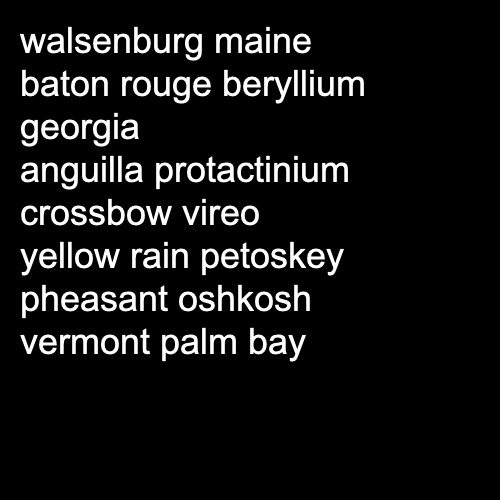 walsenburg maine
baton rouge beryllium
georgia
anguilla protactinium
crossbow vireo
yellow rain petoskey
pheasant oshkosh
vermont palm bay